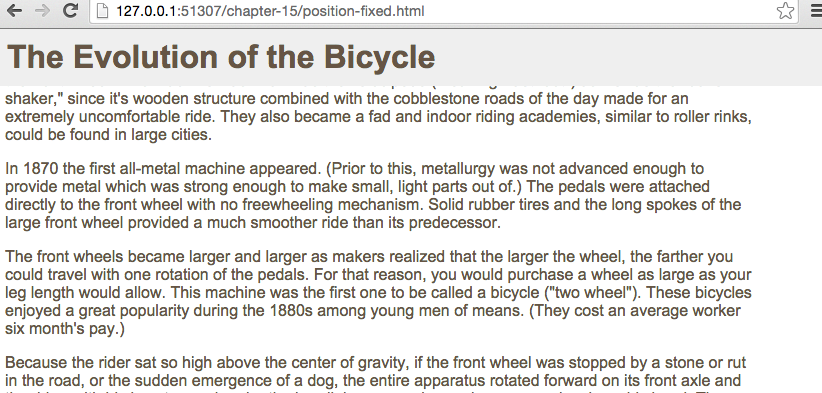 127.0.0.1:51307/chapter-15/position-fixed.html
The Evolution of the Bicycle
shaker," since it's wooden structure combined with the cobblestone roads of the day made for an
extremely uncomfortable ride. They also became a fad and indoor riding academies, similar to roller rinks,
could be found in large cities.
In 1870 the first all-metal machine appeared. (Prior to this, metallurgy was not advanced enough to
provide metal which was strong enough to make small, light parts out of.) The pedals were attached
directly to the front wheel with no freewheeling mechanism. Solid rubber tires and the long spokes of the
large front wheel provided a much smoother ride than its predecessor.
The front wheels became larger and larger as makers realized that the larger the wheel, the farther you
could travel with one rotation of the pedals. For that reason, you would purchase a wheel as large as your
leg length would allow. This machine was the first one to be called a bicycle ("two wheel"). These bicycles
enjoyed a great popularity during the 1880s among young men of means. (They cost an average worker
six month's pay.)
Because the rider sat so high above the center of gravity, if the front wheel was stopped by a stone or rut
in the road, or the sudden emergence of a dog, the entire apparatus rotated forward on its front axle and